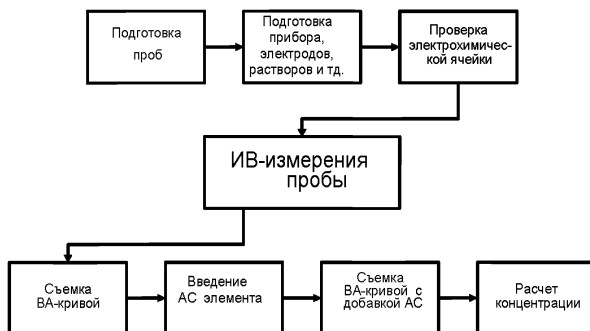 Подготовка
проб
Подготовка
прибора,
электродов,
растворов и тд.
Проверка
электрохимичес-
кой ячейки
ИВ-измерения
пробы
Съемка
ВА-кривой
Введение
АС элемента
Съемка
ВА-кривой с
добавкой АС
Расчет
концентрации